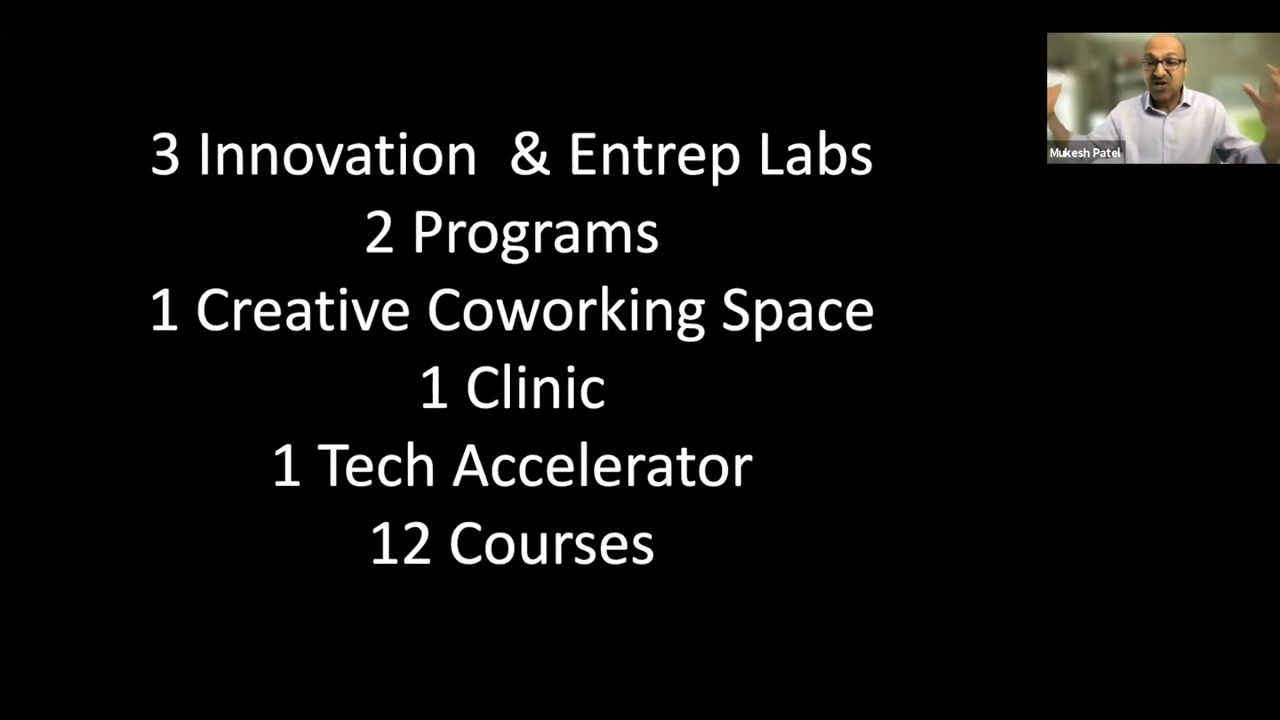 3 Innovation  & Entrep Labs
2 Programs
1 Creative Coworking Space
1 Clinic
1 Tech Accelerator
12 Courses
Mukesh Patel